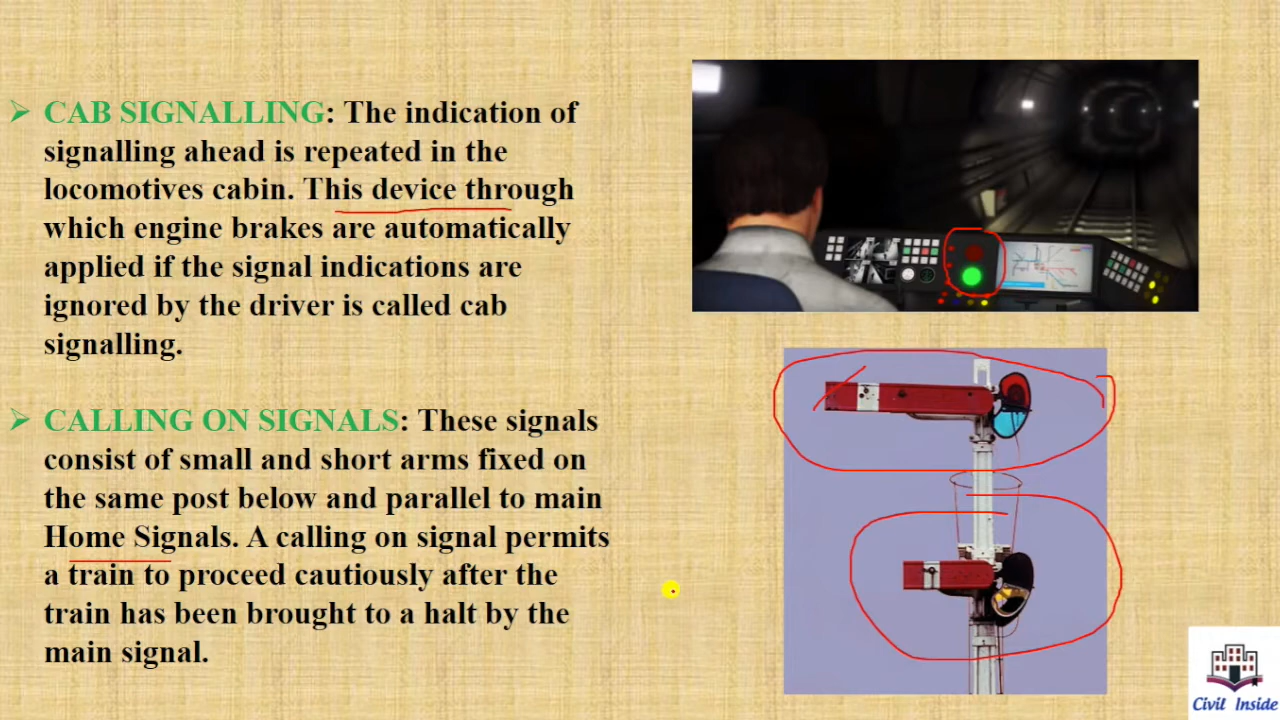 CAB SIGNALLING: The indication of
signalling ahead is repeated in the
locomotives cabin. This device through
which engine brakes are automatically
applied if the signal indications are
ignored by the driver is called cab
signalling.
CALLING ON SIGNALS: These signals
consist of small and short arms fixed on
the same post below and parallel to main
Home Signals. A calling on signal permits
a train to proceed cautiously after the
train has been brought to a halt by the
main signal.
Civil Inside